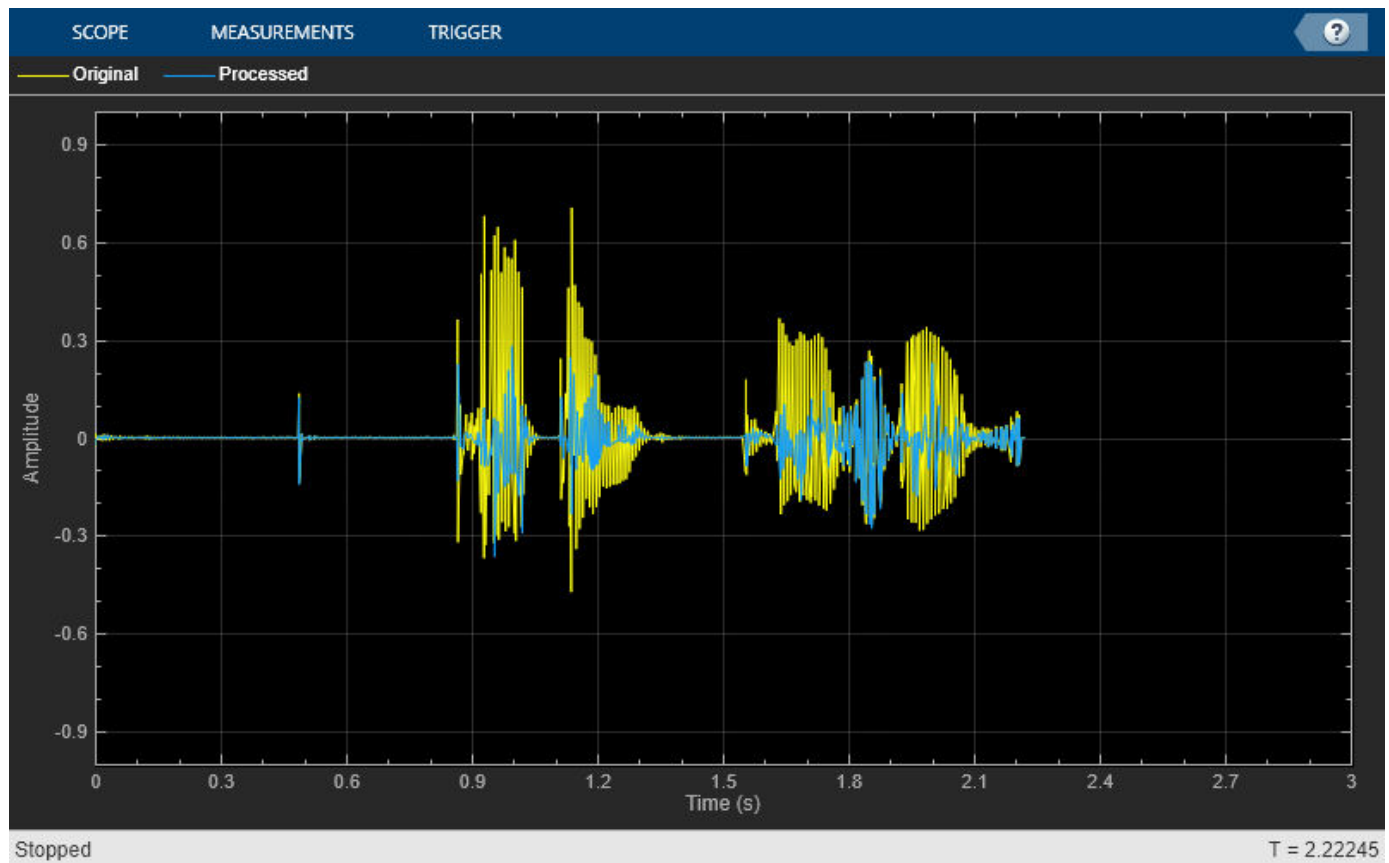 SCOPE MEASUREMENTS TRIGGER ?
Original Processed
0.9
0.6
0.3
0
-0.3
-0.6
-0.9
Amplitude
0 0.3 0.6 0.9 1.2 1.5 1.8 2.1 2.4 2.7 3
Time (s)
Stopped T = 2.22245